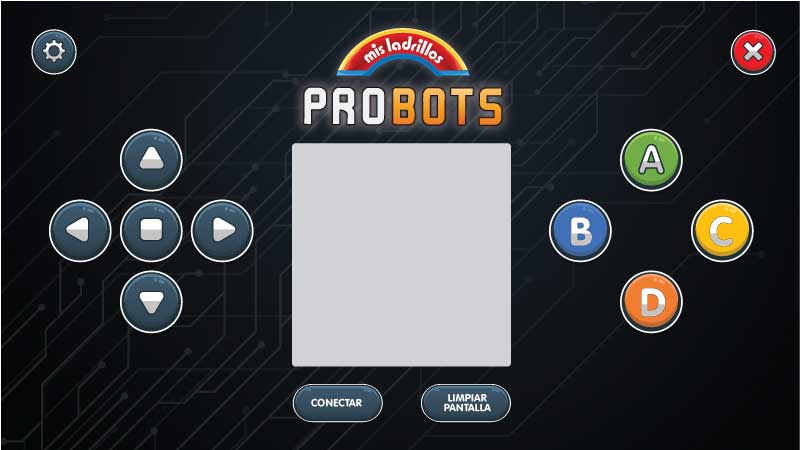 mis ladrillos
PROBOTS
A
B
C
D
CONECTAR
LIMPIAR
PANTALLA